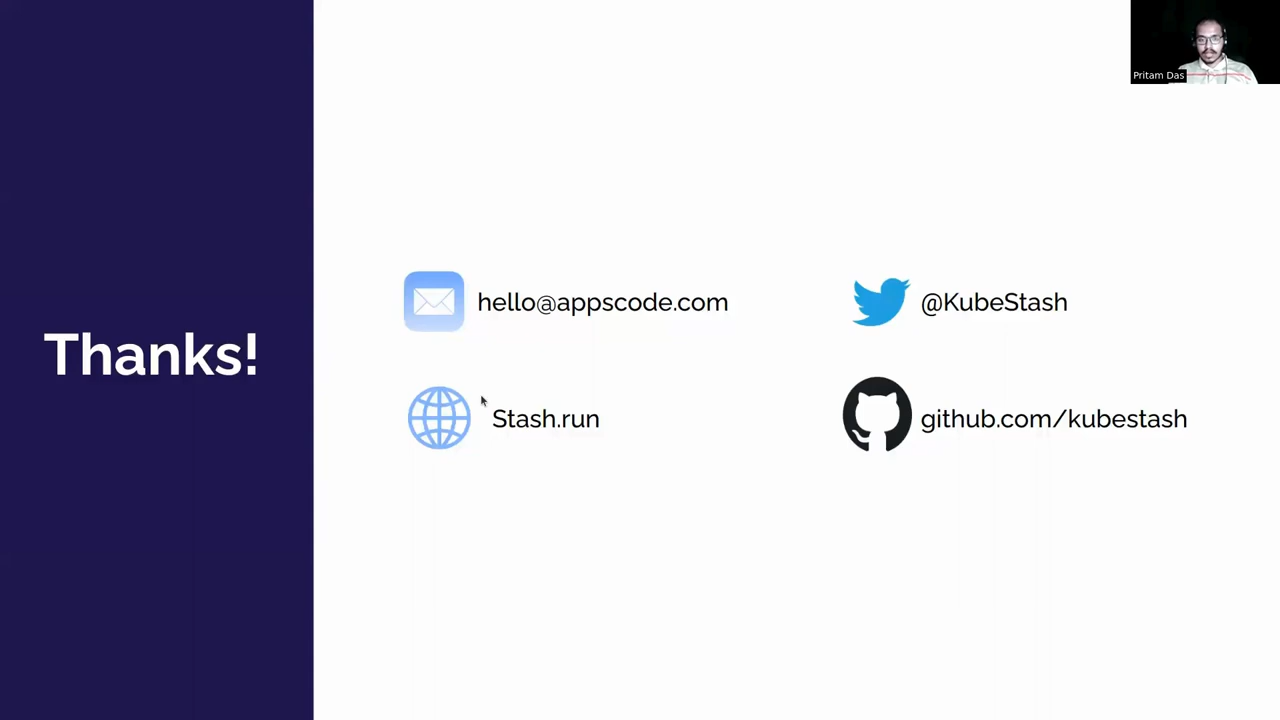 Pritam Das
Thanks!
hello@appscode.com
@KubeStash
Stash.run
github.com/kubestash